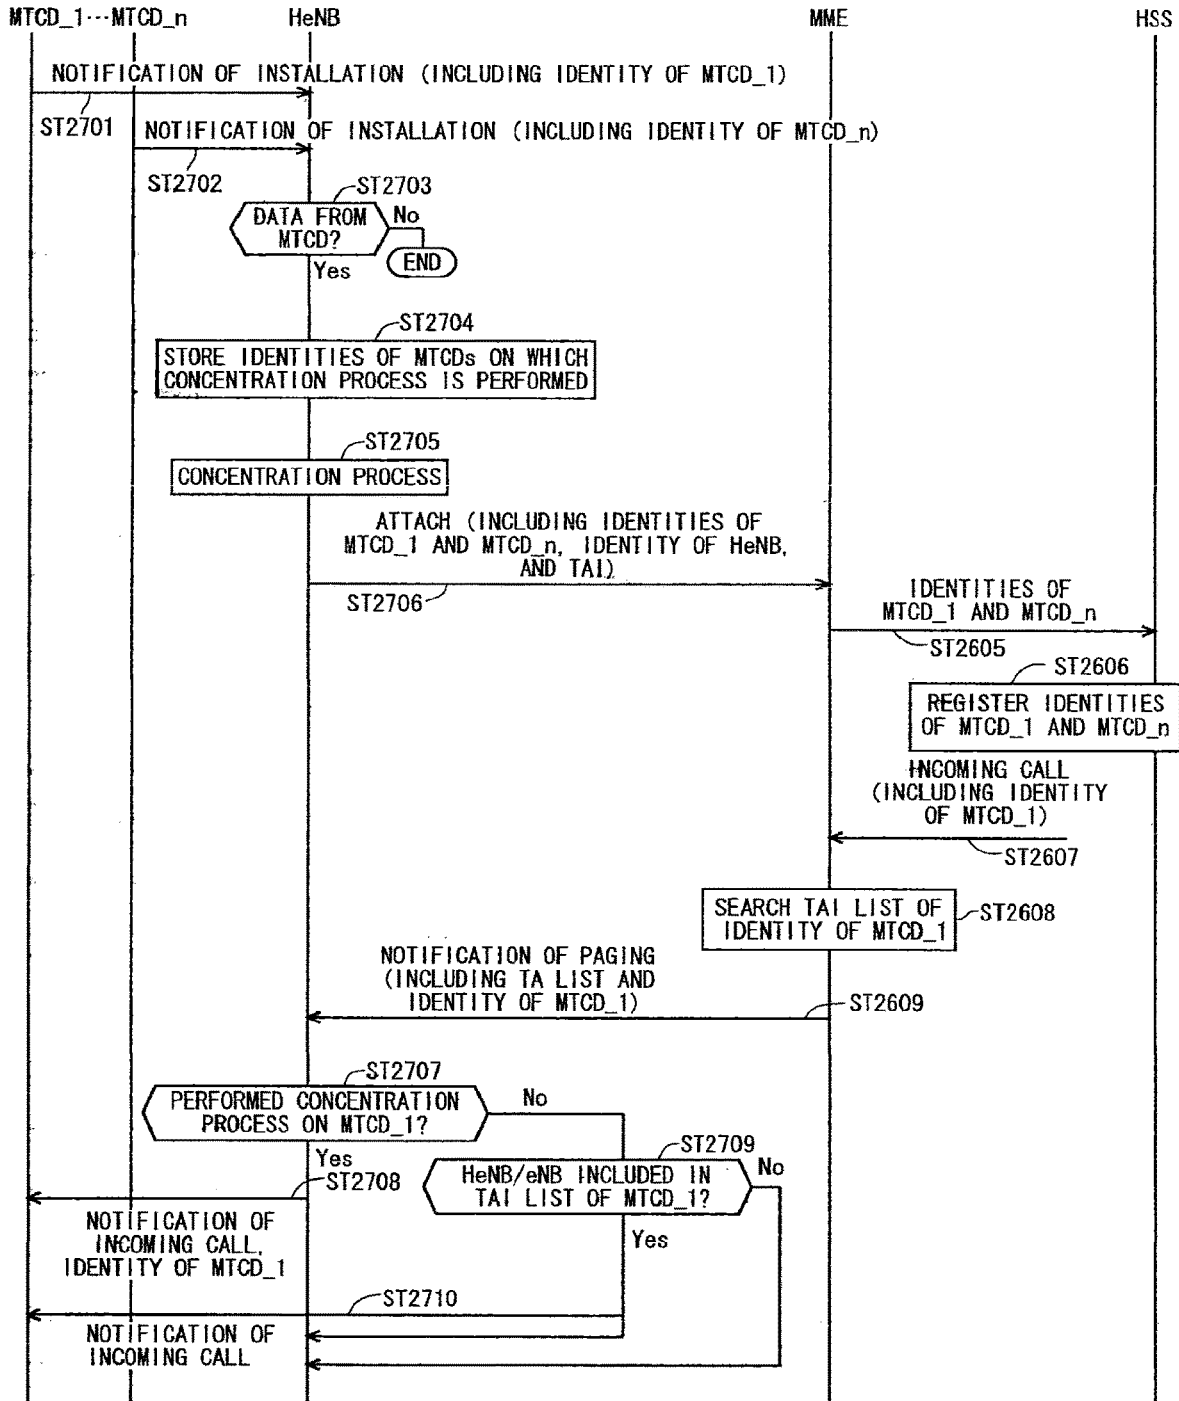 MTCD_1···MTCD_n
HeNB
MME
HSS
NOTIFICATION OF INSTALLATION (INCLUDING IDENTITY OF MTCD_1)
ST2701
NOTIFICATION OF INSTALLATION (INCLUDING IDENTITY OF MTCD_n)
ST2702
ST2703
DATA FROM
MTCD?
No
END
Yes
ST2704
STORE IDENTITIES OF MTCDs ON WHICH
CONCENTRATION PROCESS IS PERFORMED
ST2705
CONCENTRATION PROCESS
ATTACH (INCLUDING IDENTITIES OF
MTCD_1 AND MTCD_n, IDENTITY OF HeNB,
AND TAI)
ST2706
IDENTITIES OF
MTCD_1 AND MTCD_n
ST2605
ST2606
REGISTER IDENTITIES
OF MTCD_1 AND MTCD_n
INCOMING CALL
(INCLUDING IDENTITY
OF MTCD_1)
ST2607
SEARCH TAI LIST OF
IDENTITY OF MTCD_1
ST2608
NOTIFICATION OF PAGING
(INCLUDING TA LIST AND
IDENTITY OF MTCD_1)
ST2609
ST2707
PERFORMED CONCENTRATION
PROCESS ON MTCD_1?
No
Yes
ST2708
ST2709
HeNB/eNB INCLUDED IN
TAI LIST OF MTCD_1?
No
Yes
NOTIFICATION OF
INCOMING CALL,
IDENTITY OF MTCD_1
ST2710
NOTIFICATION OF
INCOMING CALL